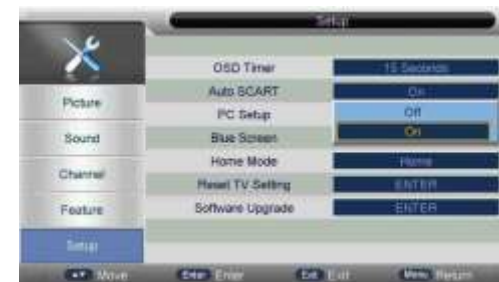 Setup
OSD Timer 15 Seconds
Auto SCART On
Picture
PC Setup Off
Sound
Blue Screen On
Home Mode Home
Channel
Reset TV Setting ENTER
Feature
Software Upgrade ENTER
Setup
Move Enter Enter Exit Exit Menu Return